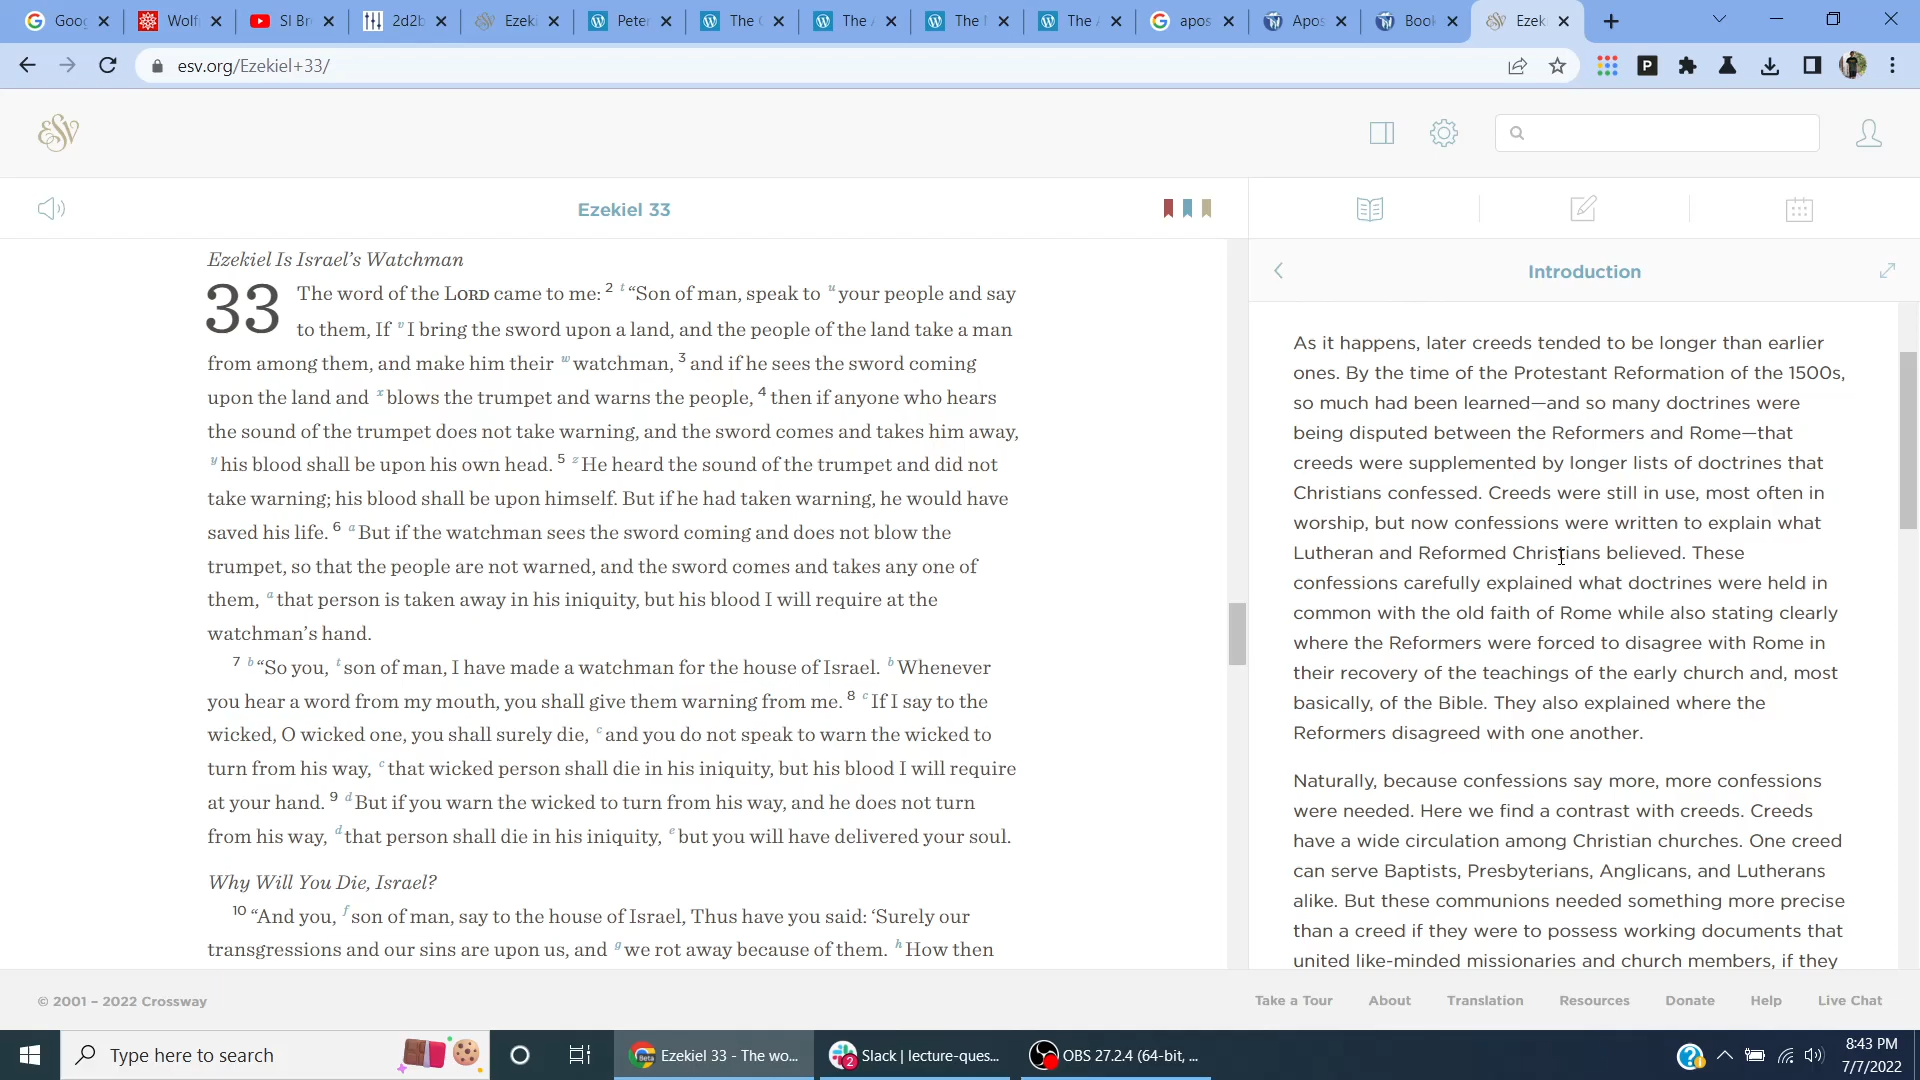 Goog
Wolfr
SI Bro
2d2b
Ezeki
Peter
The C
The A
The N
The A
apos
Apos
Book
Ezek
esv.org/Ezekiel+33/
ESV
Ezekiel 33
Ezekiel Is Israel's Watchman
33 The word of the LORD came to me: 2 t "Son of man, speak to u your people and say
to them, If v I bring the sword upon a land, and the people of the land take a man
from among them, and make him their w watchman, 3 and if he sees the sword coming
upon the land and x blows the trumpet and warns the people, 4 then if anyone who hears
the sound of the trumpet does not take warning, and the sword comes and takes him away,
y his blood shall be upon his own head. 5 z He heard the sound of the trumpet and did not
take warning; his blood shall be upon himself. But if he had taken warning, he would have
saved his life. 6 a But if the watchman sees the sword coming and does not blow the
trumpet, so that the people are not warned, and the sword comes and takes any one of
them, a that person is taken away in his iniquity, but his blood I will require at the
watchman's hand.
7 b "So you, t son of man, I have made a watchman for the house of Israel. b Whenever
you hear a word from my mouth, you shall give them warning from me. 8 c If I say to the
wicked, O wicked one, you shall surely die, c and you do not speak to warn the wicked to
turn from his way, c that wicked person shall die in his iniquity, but his blood I will require
at your hand. 9 d But if you warn the wicked to turn from his way, and he does not turn
from his way, d that person shall die in his iniquity, e but you will have delivered your soul.
Why Will You Die, Israel?
10 "And you, f son of man, say to the house of Israel, Thus have you said: 'Surely our
transgressions and our sins are upon us, and g we rot away because of them. h How then
Introduction
As it happens, later creeds tended to be longer than earlier
ones. By the time of the Protestant Reformation of the 1500s,
so much had been learned—and so many doctrines were
being disputed between the Reformers and Rome—that
creeds were supplemented by longer lists of doctrines that
Christians confessed. Creeds were still in use, most often in
worship, but now confessions were written to explain what
Lutheran and Reformed Christians believed. These
confessions carefully explained what doctrines were held in
common with the old faith of Rome while also stating clearly
where the Reformers were forced to disagree with Rome in
their recovery of the teachings of the early church and, most
basically, of the Bible. They also explained where the
Reformers disagreed with one another.
Naturally, because confessions say more, more confessions
were needed. Here we find a contrast with creeds. Creeds
have a wide circulation among Christian churches. One creed
can serve Baptists, Presbyterians, Anglicans, and Lutherans
alike. But these communions needed something more precise
than a creed if they were to possess working documents that
united like-minded missionaries and church members, if they
© 2001 – 2022 Crossway
Take a Tour
About
Translation
Resources
Donate
Help
Live Chat
Type here to search
Ezekiel 33 - The wo...
Slack | lecture-ques...
OBS 27.2.4 (64-bit, ...
8:43 PM
7/7/2022